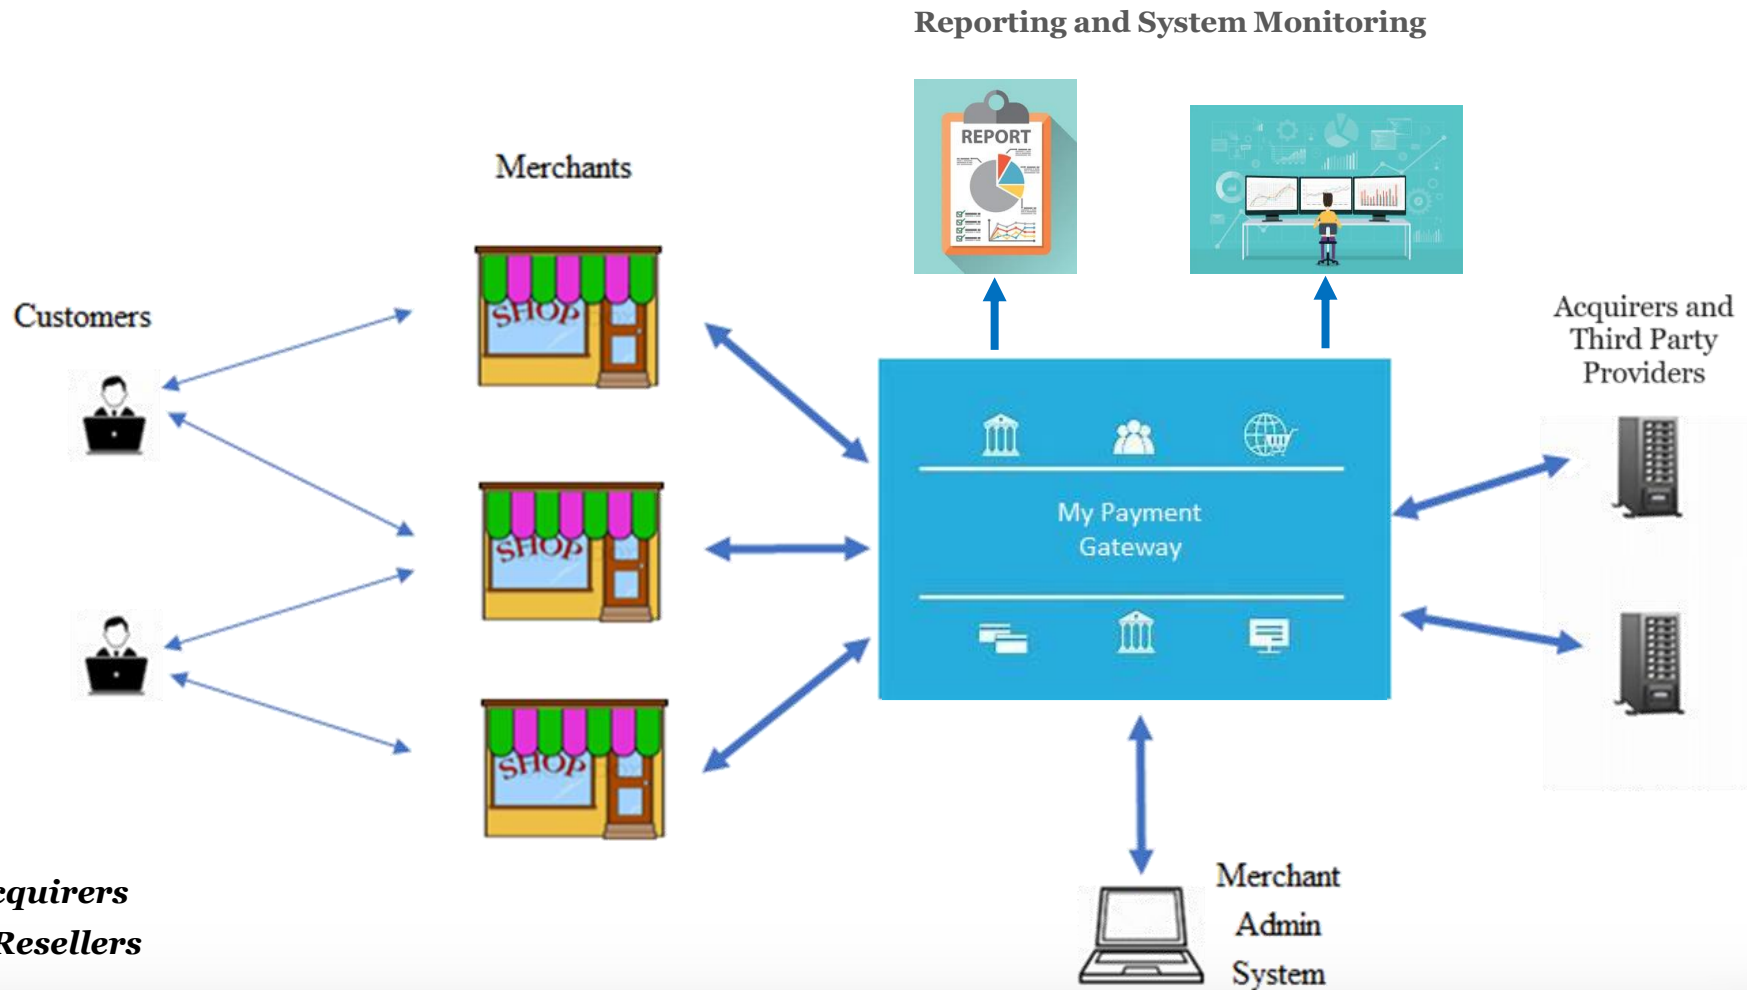 Reporting and System Monitoring
REPORT
Merchants
SHOP
Customers
Acquirers and
Third Party
Providers
My Payment
Gateway
SHOP
SHOP
cquirers
Resellers
Merchant
Admin
System